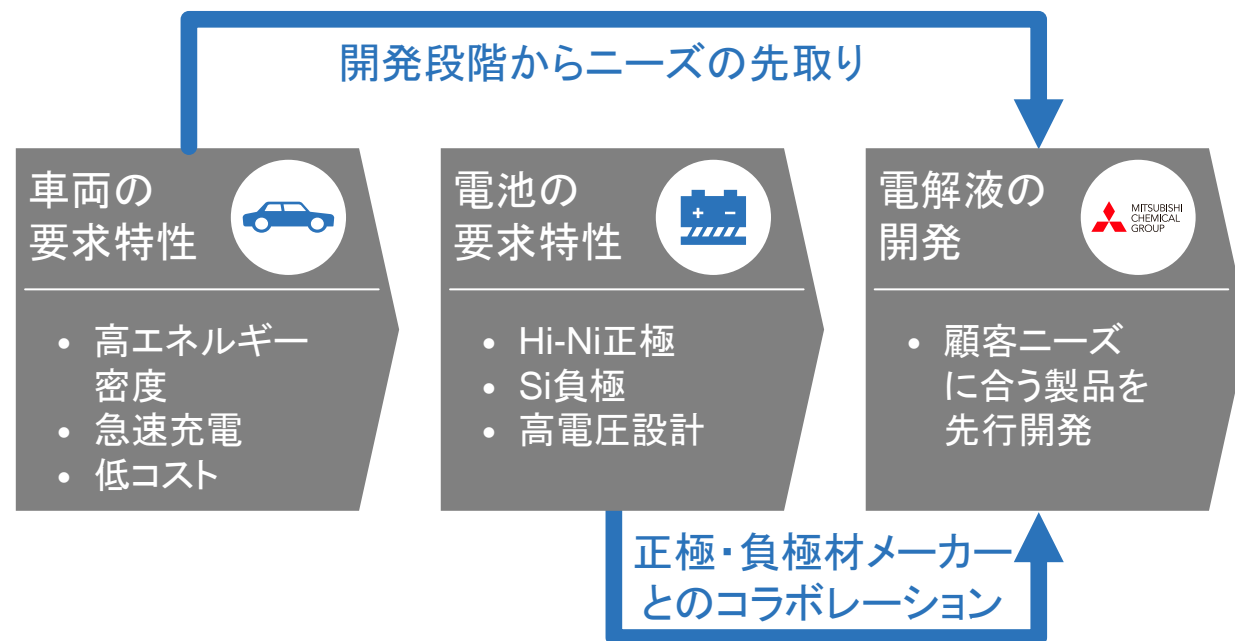 開発段階からニーズの先取り
車両の
要求特性
• 高エネルギー
密度
• 急速充電
• 低コスト
電池の
要求特性
+ −
• Hi-Ni正極
• Si負極
• 高電圧設計
電解液の
開発
MITSUBISHI
CHEMICAL
GROUP
• 顧客ニーズ
に合う製品を
先行開発
正極・負極材メーカー
とのコラボレーション